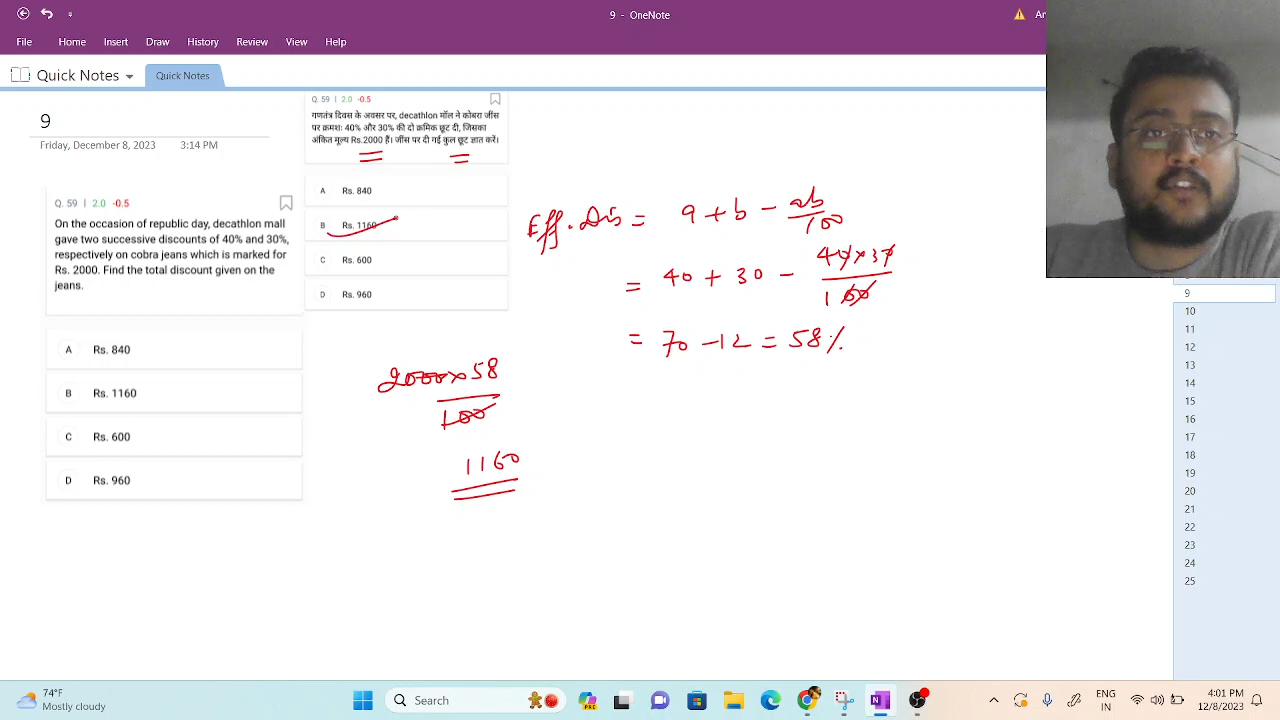 9 - OneNote
An
File Home Insert Draw History Review View Help
Quick Notes
Quick Notes
9
Friday, December 8, 2023 3:14 PM
Q. 59 | 2.0 -0.5
गणतंत्र दिवस के अवसर पर, decathlon मॉल ने कोबरा जींस
पर क्रमशः 40% और 30% की दो क्रमिक छूट दी, जिसका
अंकित मूल्य Rs.2000 हैं। जींस पर दी गई कुल छूट ज्ञात करें।
A Rs. 840
B Rs. 1160
C Rs. 600
D Rs. 960
Q. 59 | 2.0 -0.5
On the occasion of republic day, decathlon mall
gave two successive discounts of 40% and 30%,
respectively on cobra jeans which is marked for
Rs. 2000. Find the total discount given on the
jeans.
A Rs. 840
B Rs. 1160
C Rs. 600
D Rs. 960
Eff. Dis = a + b - ab/100
= 40 + 30 - 40×30/100
= 70 - 12 = 58%
2000×58
100
1160
9
10
11
12
13
14
15
16
17
18
19
20
21
22
23
24
25
74°F
Mostly cloudy
Search
ENG
IN
4:01 PM
12/8/2023